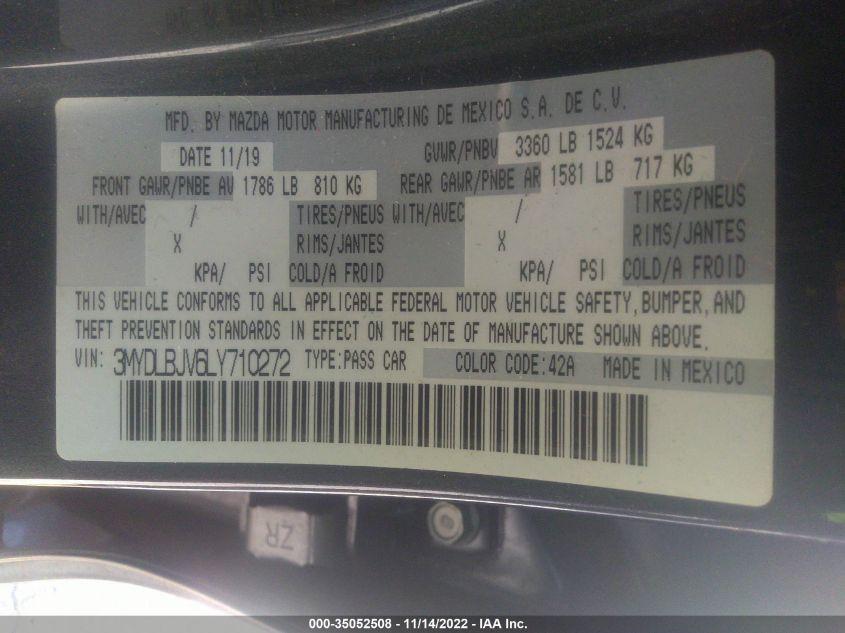 MFD. BY MAZDA MOTOR MANUFACTURING DE MEXICO S.A. DE C.V.
DATE 11/19 GVWR/PNBV 3360 LB 1524 KG
FRONT GAWR/PNBE AV 1786 LB 810 KG REAR GAWR/PNBE AR 1581 LB 717 KG
WITH/AVEC / TIRES/PNEUS WITH/AVEC / TIRES/PNEUS
X RIMS/JANTES X RIMS/JANTES
KPA/ PSI COLD/A FROID KPA/ PSI COLD/A FROID
THIS VEHICLE CONFORMS TO ALL APPLICABLE FEDERAL MOTOR VEHICLE SAFETY, BUMPER, AND
THEFT PREVENTION STANDARDS IN EFFECT ON THE DATE OF MANUFACTURE SHOWN ABOVE.
VIN: 3MYDLBJV6LY710272 TYPE:PASS CAR COLOR CODE:42A MADE IN MEXICO
ZR
000-35052508 - 11/14/2022 - IAA Inc.